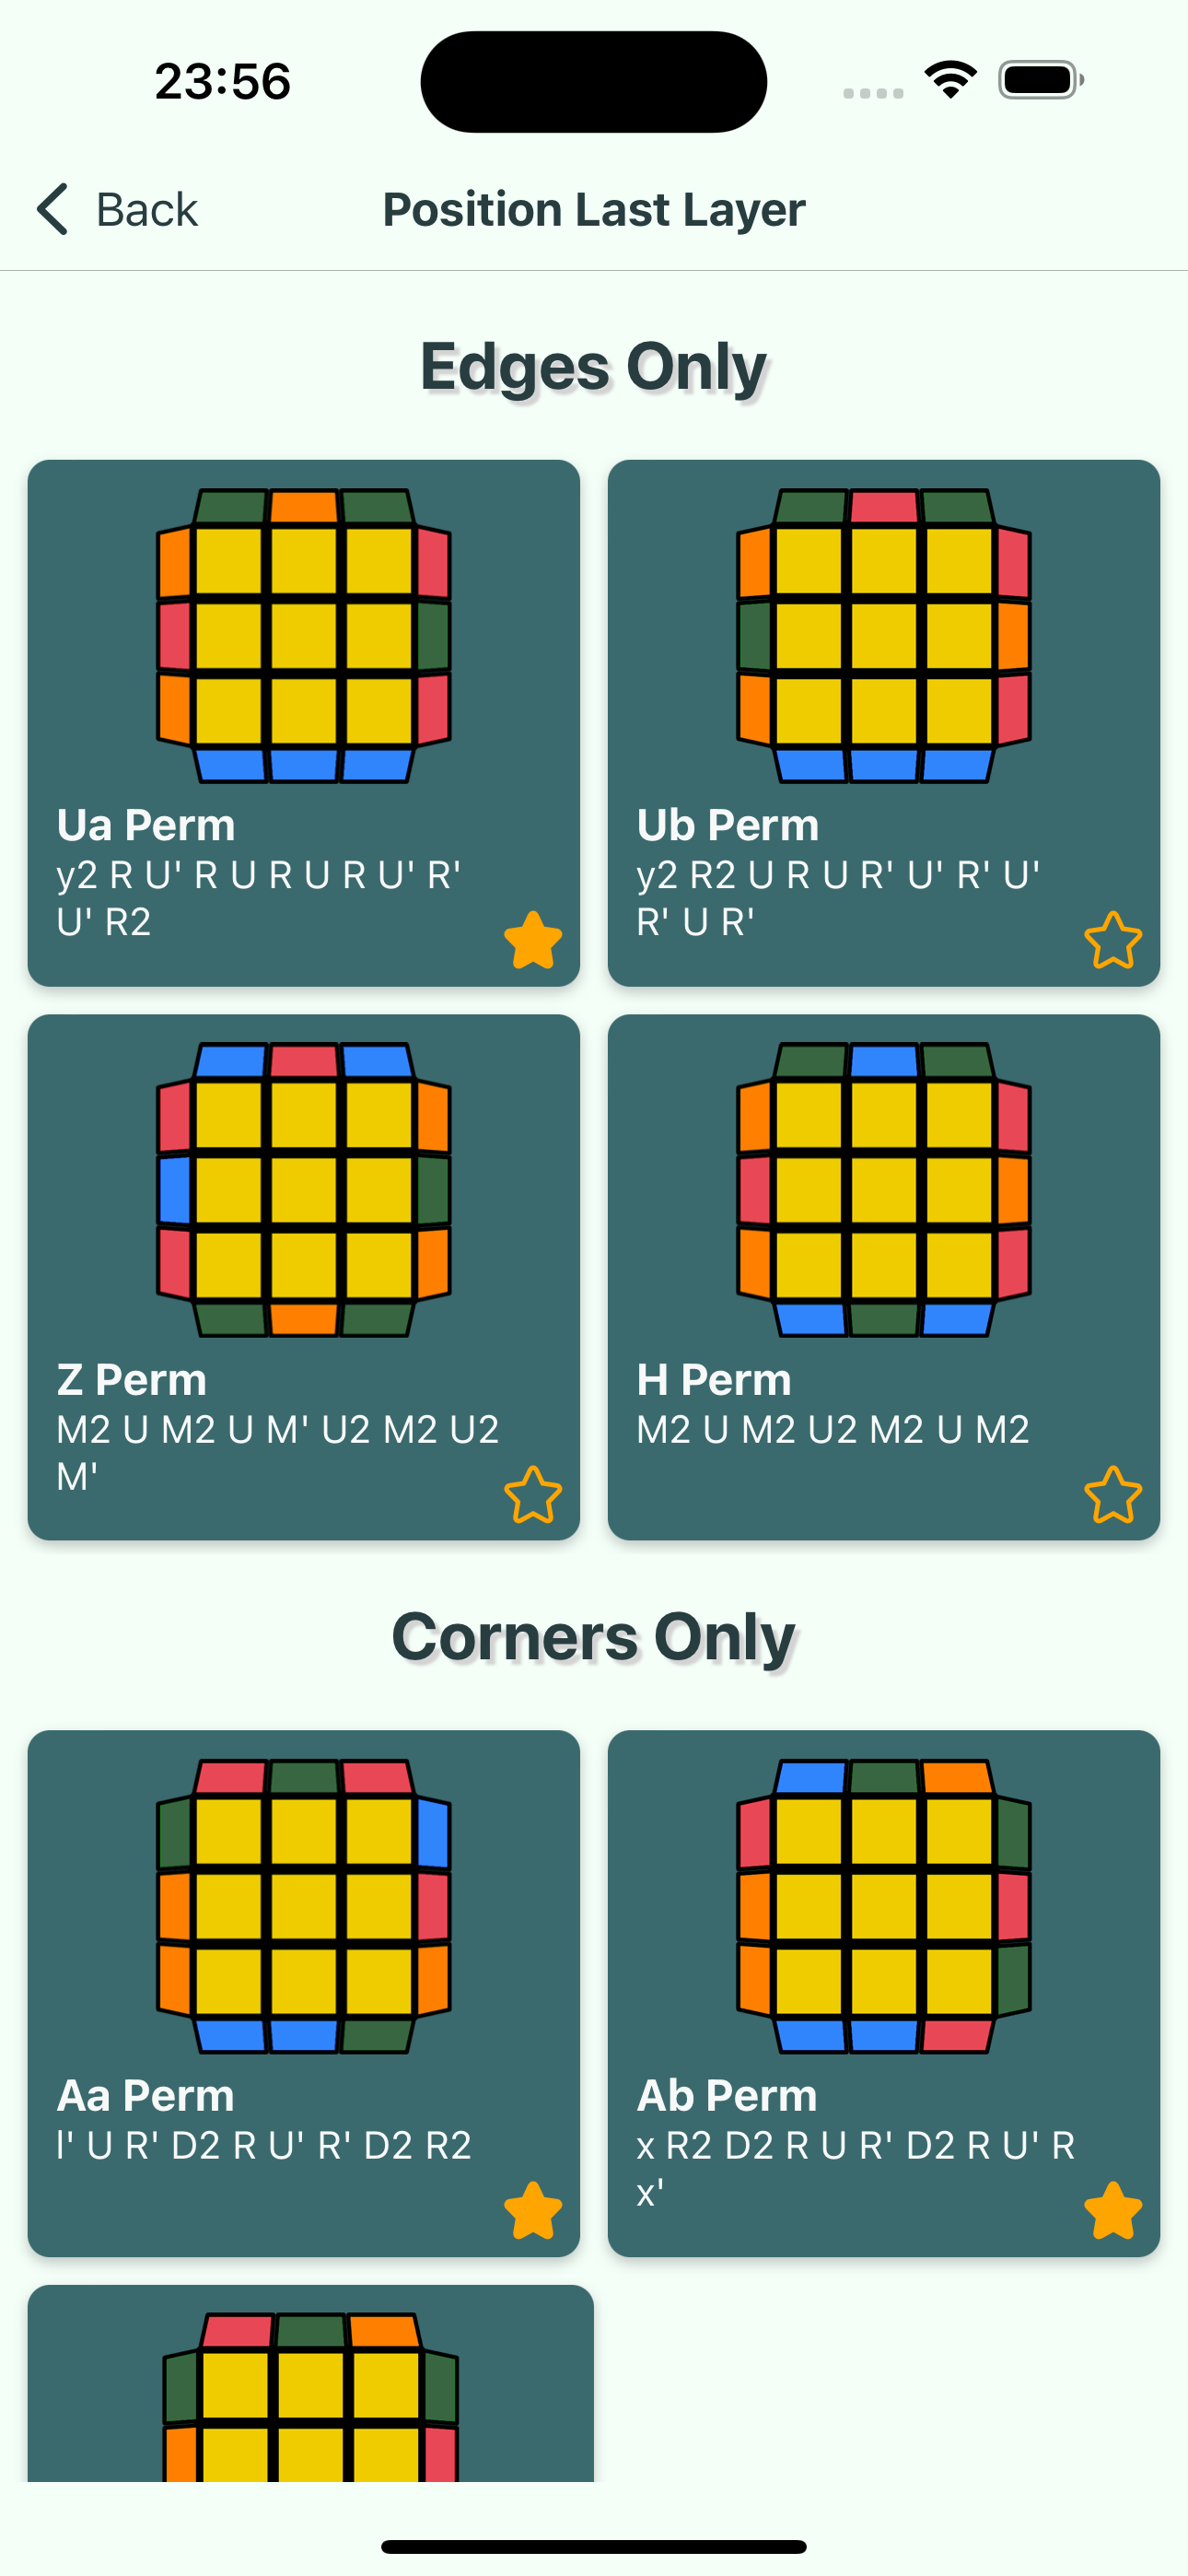 23:56
Back
Position Last Layer
Edges Only
Ua Perm
y2 R U' R U R U R U' R'
U' R2
Ub Perm
y2 R2 U R U R' U' R' U'
R' U R'
Z Perm
M2 U M2 U M' U2 M2 U2
M'
H Perm
M2 U M2 U2 M2 U M2
Corners Only
Aa Perm
l' U R' D2 R U' R' D2 R2
Ab Perm
x R2 D2 R U R' D2 R U' R
x'